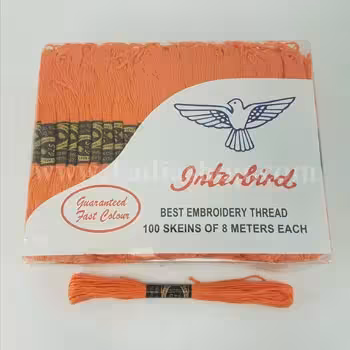 Interbird
Guaranteed
Fast Colour
BEST EMBROIDERY THREAD
100 SKEINS OF 8 METERS EACH